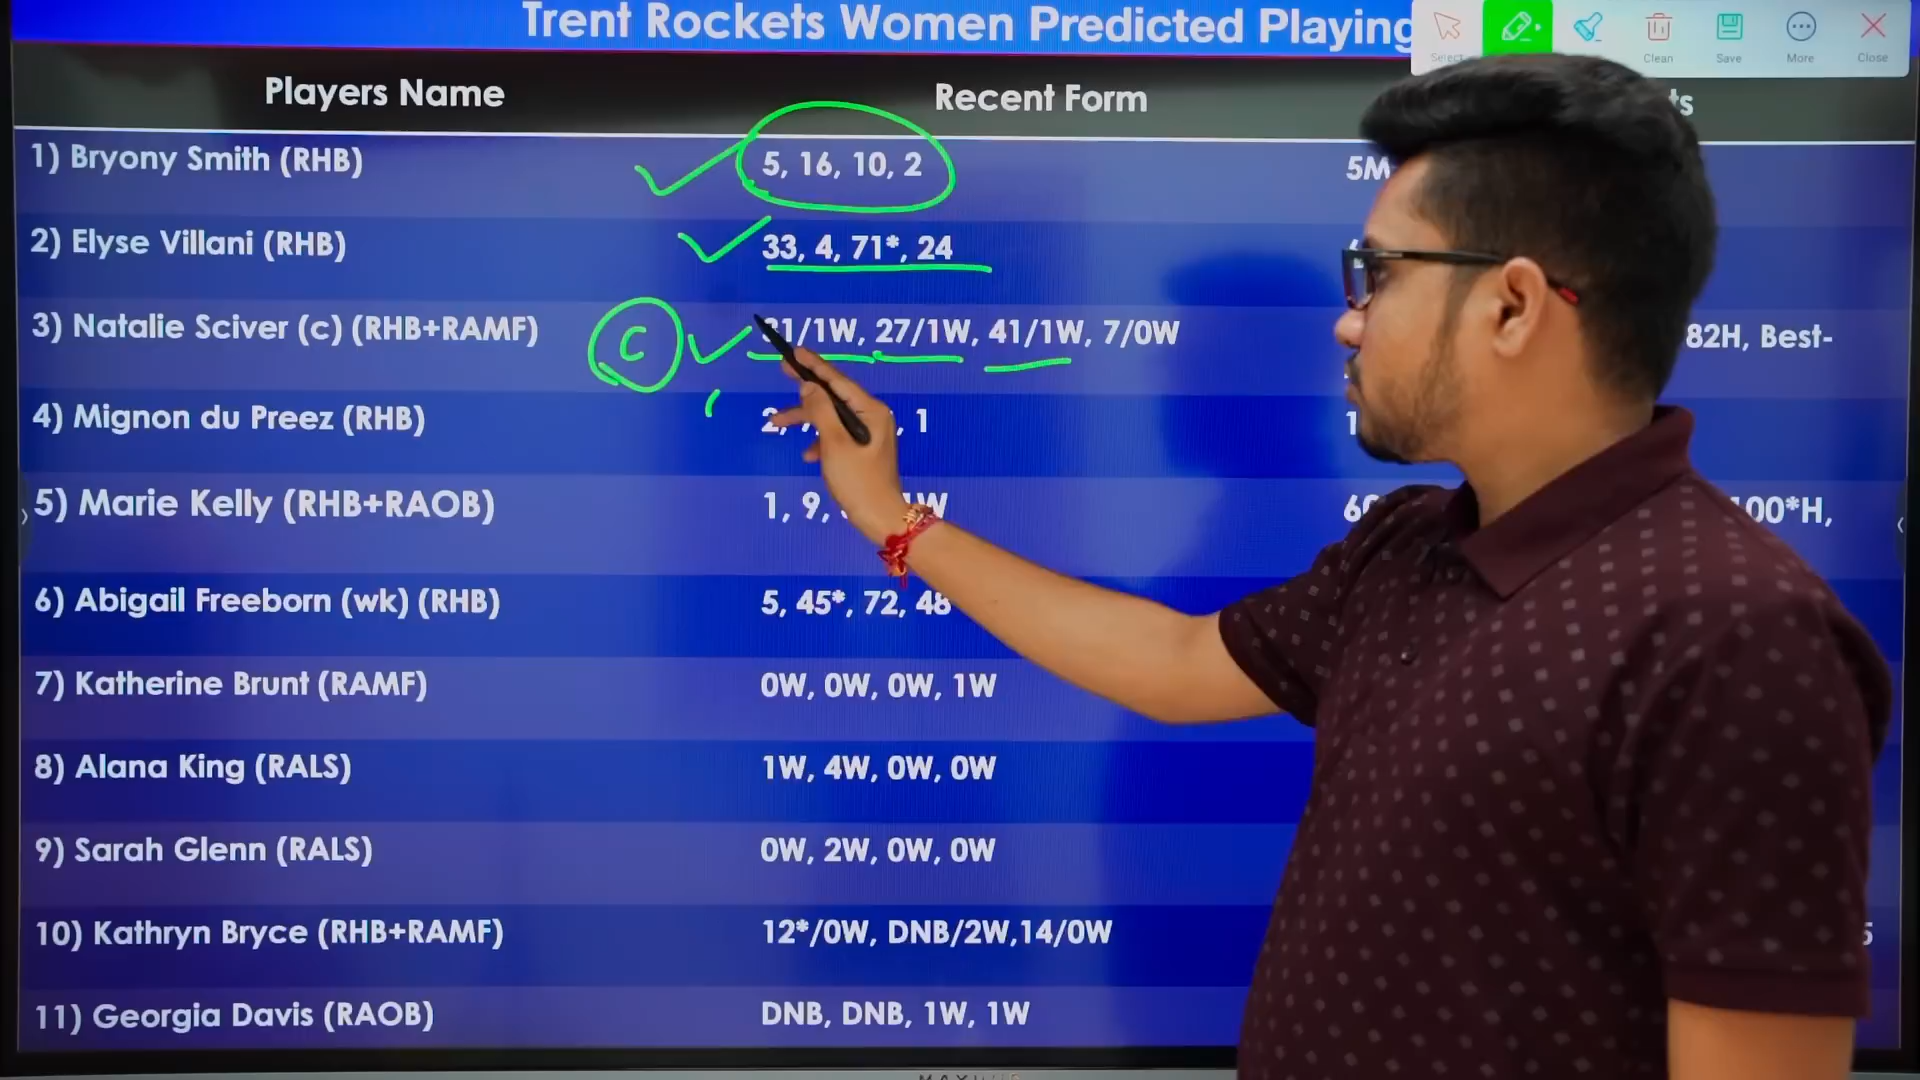 Trent Rockets Women Predicted Playing
Select
Clean
Save
More
Close
Players Name
Recent Form
1) Bryony Smith (RHB)
5, 16, 10, 2
5M
2) Elyse Villani (RHB)
33, 4, 71*, 24
3) Natalie Sciver (c) (RHB+RAMF)
C
31/1W, 27/1W, 41/1W, 7/0W
82H, Best-
4) Mignon du Preez (RHB)
2, , 1
5) Marie Kelly (RHB+RAOB)
1, 9,
00*H,
6) Abigail Freeborn (wk) (RHB)
5, 45*, 72, 48
7) Katherine Brunt (RAMF)
0W, 0W, 0W, 1W
8) Alana King (RALS)
1W, 4W, 0W, 0W
9) Sarah Glenn (RALS)
0W, 2W, 0W, 0W
10) Kathryn Bryce (RHB+RAMF)
12*/0W, DNB/2W,14/0W
11) Georgia Davis (RAOB)
DNB, DNB, 1W, 1W